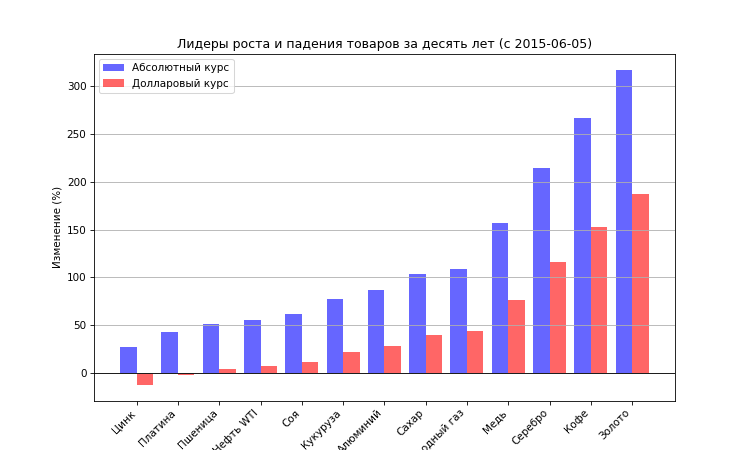 Лидеры роста и падения товаров за десять лет (с 2015-06-05)
Абсолютный курс
Долларовый курс
Изменение (%)
300
250
200
150
100
50
0
Цинк
Платина
Пшеница
Нефть WTI
Соя
Кукуруза
Алюминий
Сахар
одный газ
Медь
Серебро
Кофе
Золото